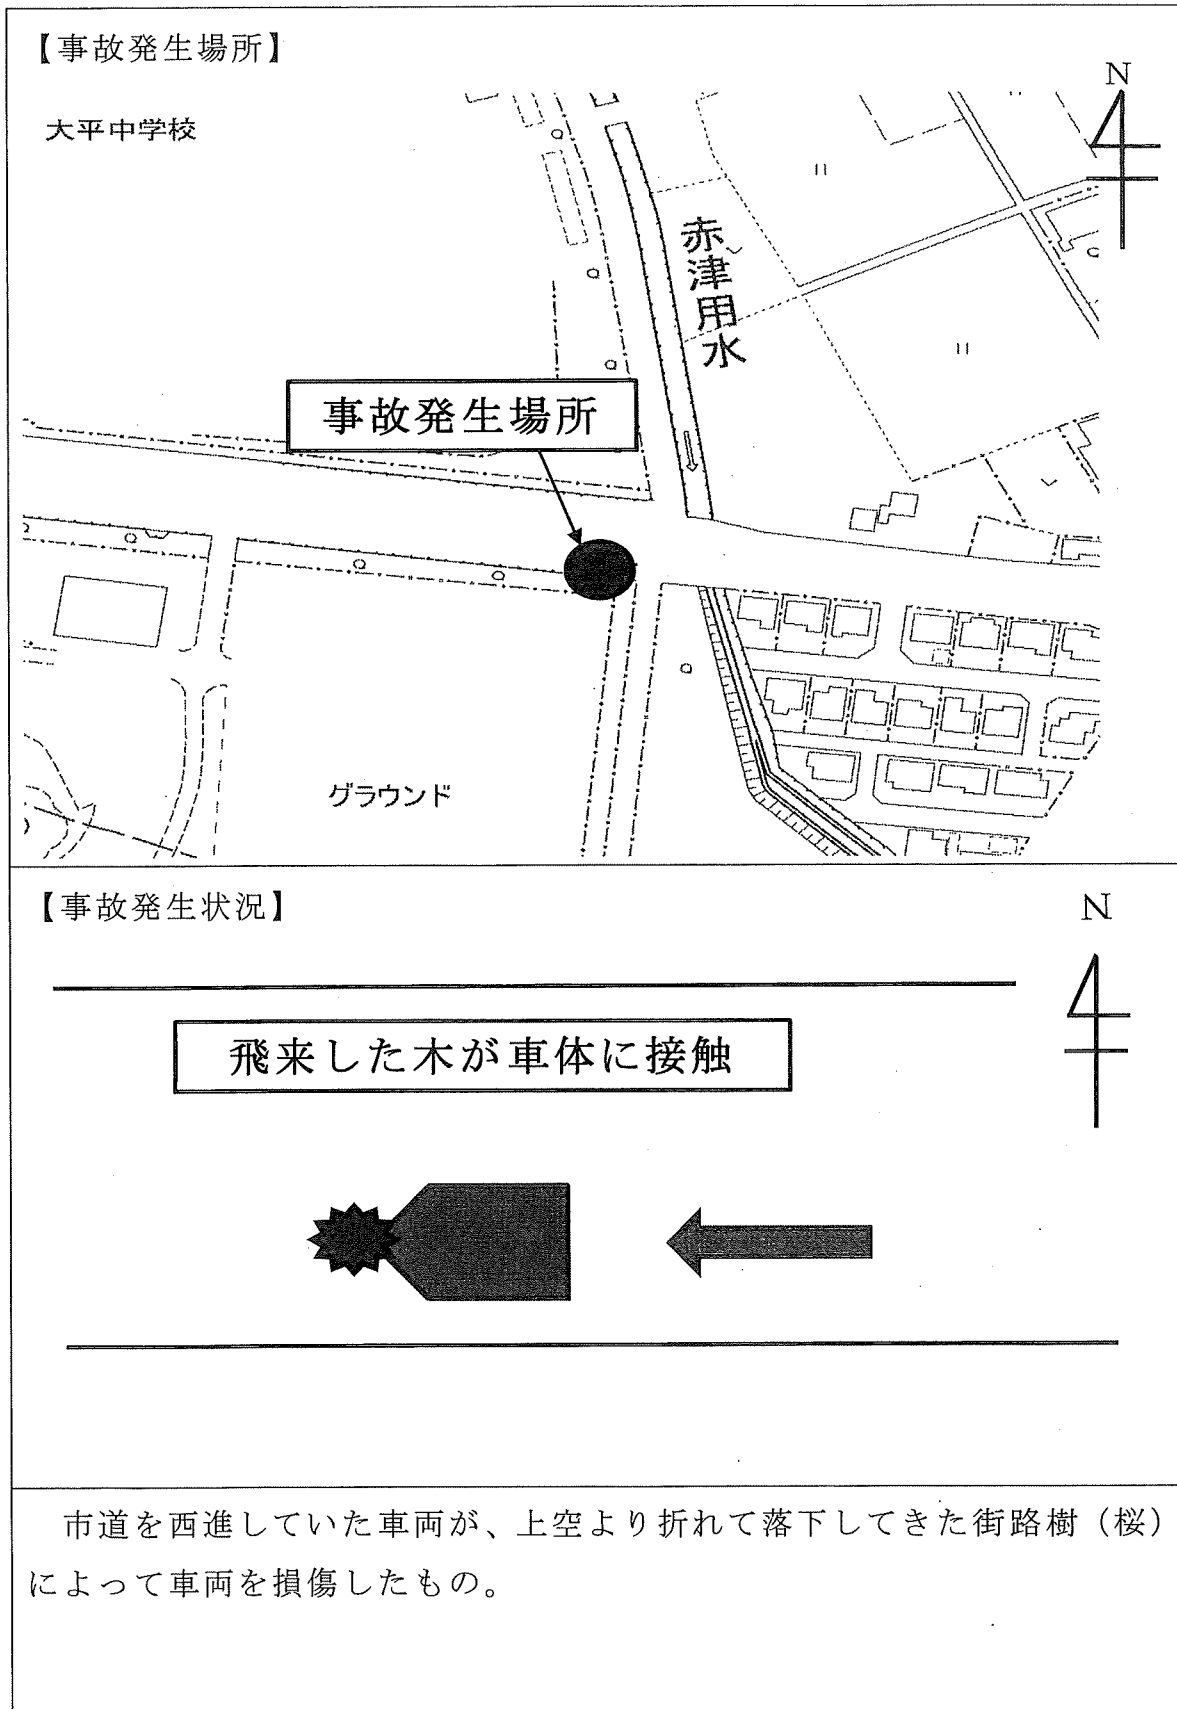 【事故発生場所】
N
大平中学校
赤津用水
事故発生場所
グラウンド
【事故発生状況】
N
飛来した木が車体に接触
市道を西進していた車両が、上空より折れて落下してきた街路樹（桜）
によって車両を損傷したもの。